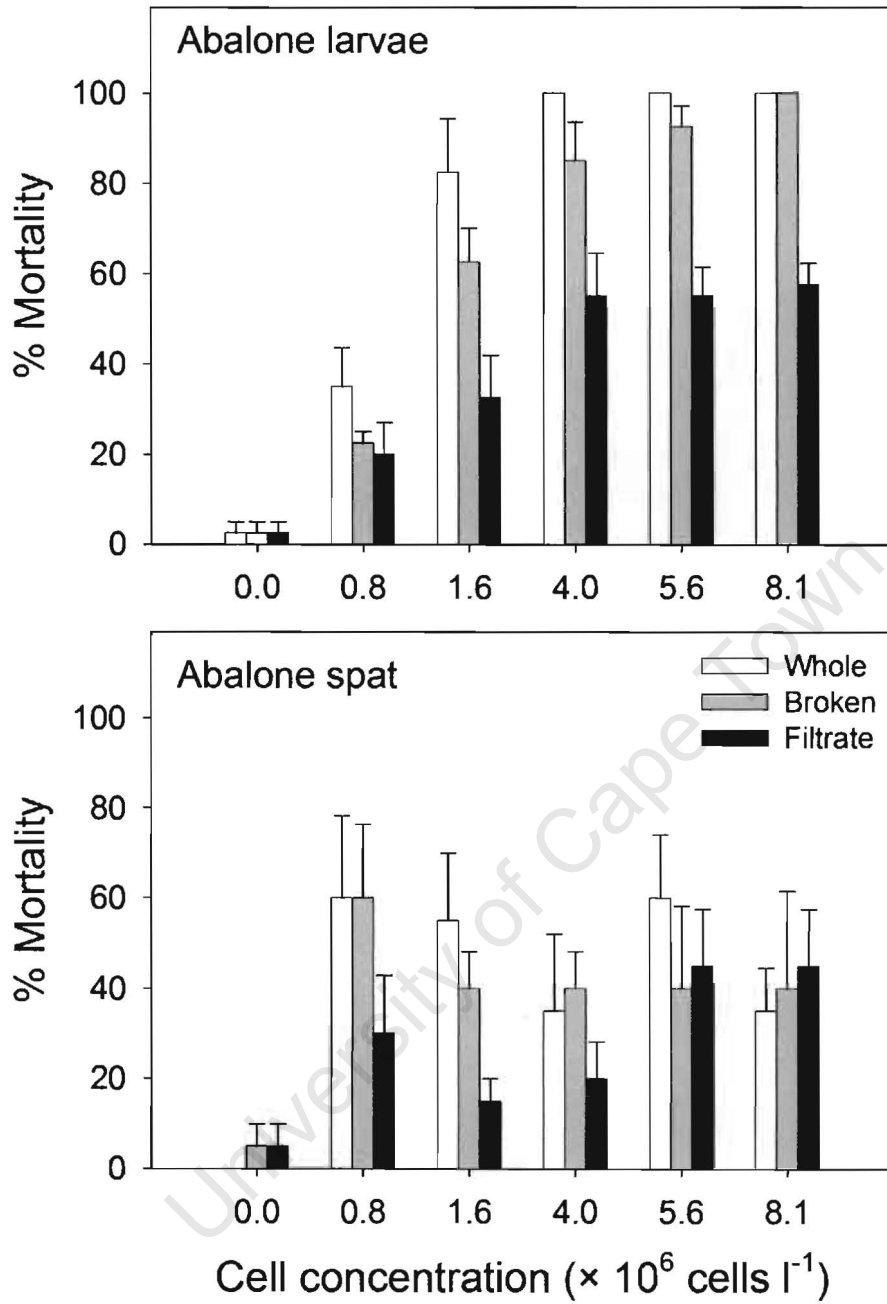 Abalone larvae
% Mortality
100
80
60
40
20
0
0.0 0.8 1.6 4.0 5.6 8.1
Abalone spat
Whole
Broken
Filtrate
% Mortality
100
80
60
40
20
0
0.0 0.8 1.6 4.0 5.6 8.1
Cell concentration (× 10⁶ cells l⁻¹)
University of Cape Town